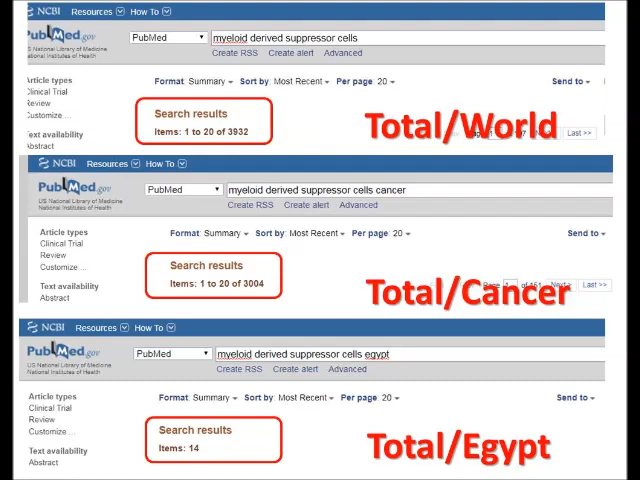 NCBI Resources How To
PubMed.gov
US National Library of Medicine
National Institutes of Health
PubMed
myeloid derived suppressor cells
Create RSS Create alert Advanced
Article types
Clinical Trial
Review
Customize ...
Text availability
Abstract
Format: Summary Sort by: Most Recent Per page: 20 Send to
Search results
Items: 1 to 20 of 3932
Total/World
Last >>
NCBI Resources How To
PubMed.gov
US National Library of Medicine
National Institutes of Health
PubMed
myeloid derived suppressor cells cancer
Create RSS Create alert Advanced
Article types
Clinical Trial
Review
Customize ...
Text availability
Abstract
Format: Summary Sort by: Most Recent Per page: 20 Send to
Search results
Items: 1 to 20 of 3004
Page 1 of 151 Next > Last >>
Total/Cancer
NCBI Resources How To
PubMed.gov
US National Library of Medicine
National Institutes of Health
PubMed
myeloid derived suppressor cells egypt
Create RSS Create alert Advanced
Article types
Clinical Trial
Review
Customize ...
Text availability
Abstract
Format: Summary Sort by: Most Recent Per page: 20 Send to
Search results
Items: 14
Total/Egypt